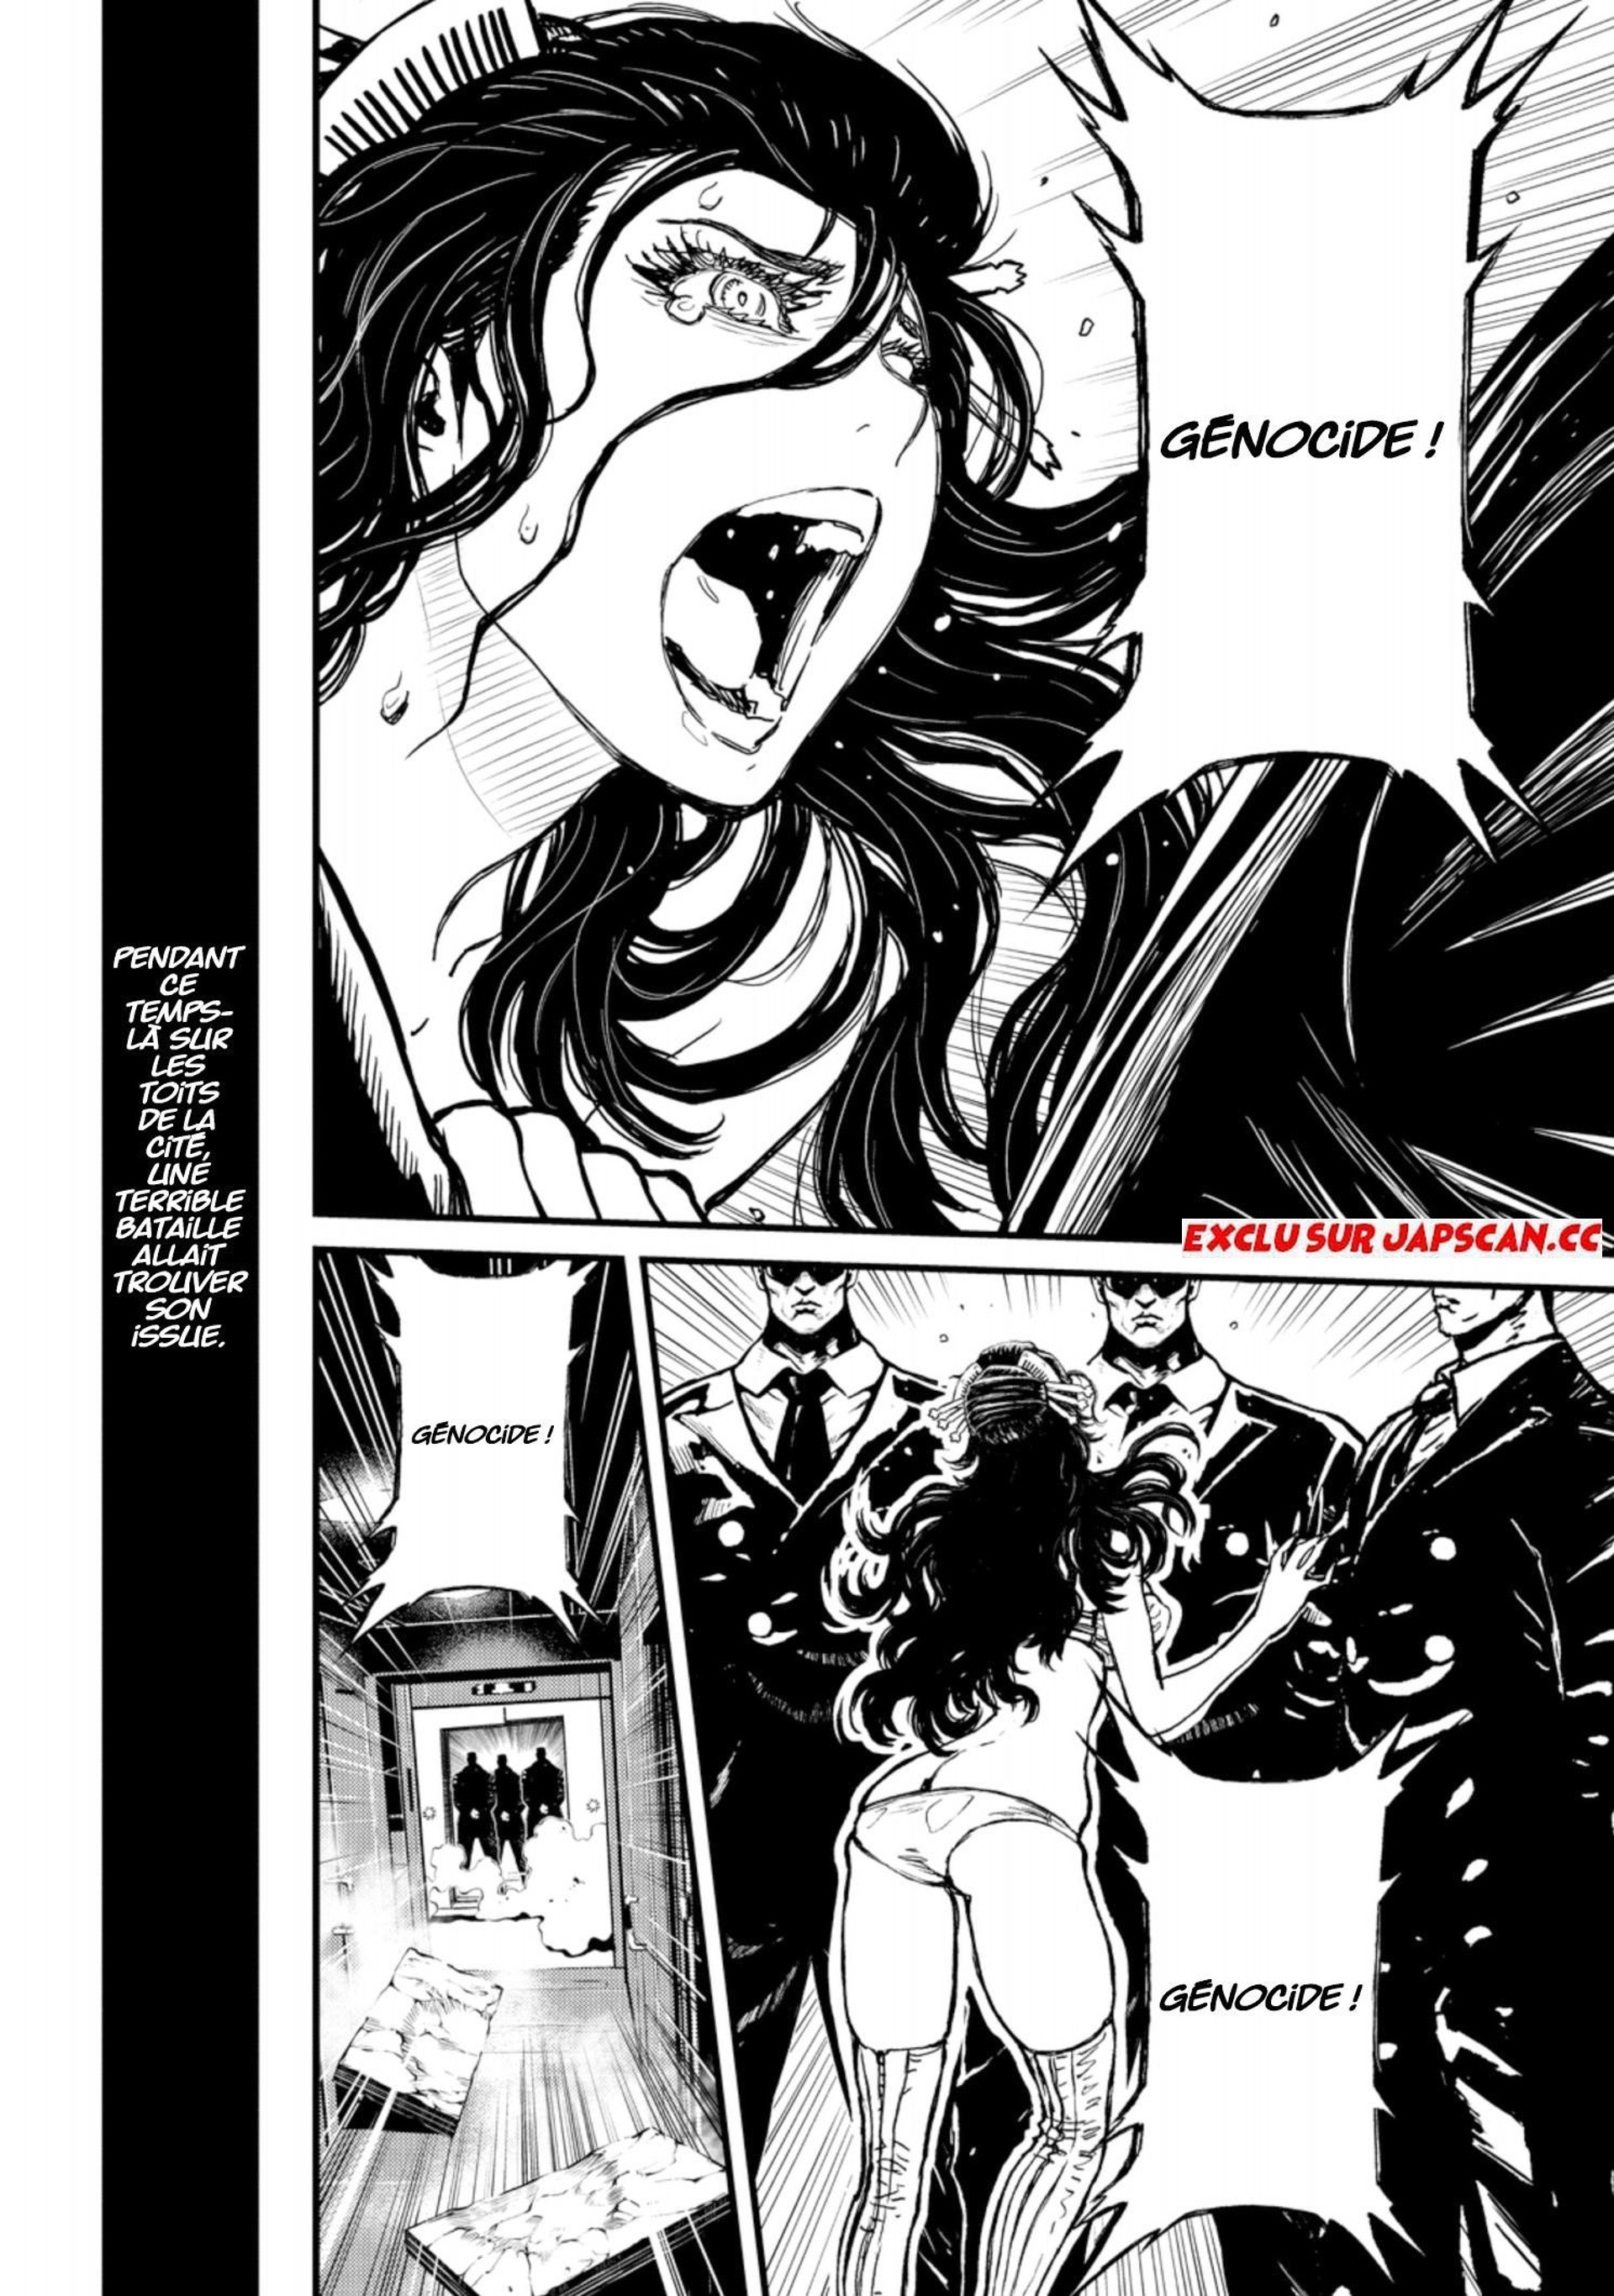 GÉNOCiDE !
EXCLU SUR JAPSCAN.CC
GÉNOCiDE !
GÉNOCiDE !
PENDANT
CE
TEMPS-
LÀ SUR
LES
TOiTS
DE LA
CiTÉ,
UNE
TERRiBLE
BATAiLLE
ALLAiT
TROUVER
SON
iSSUE.